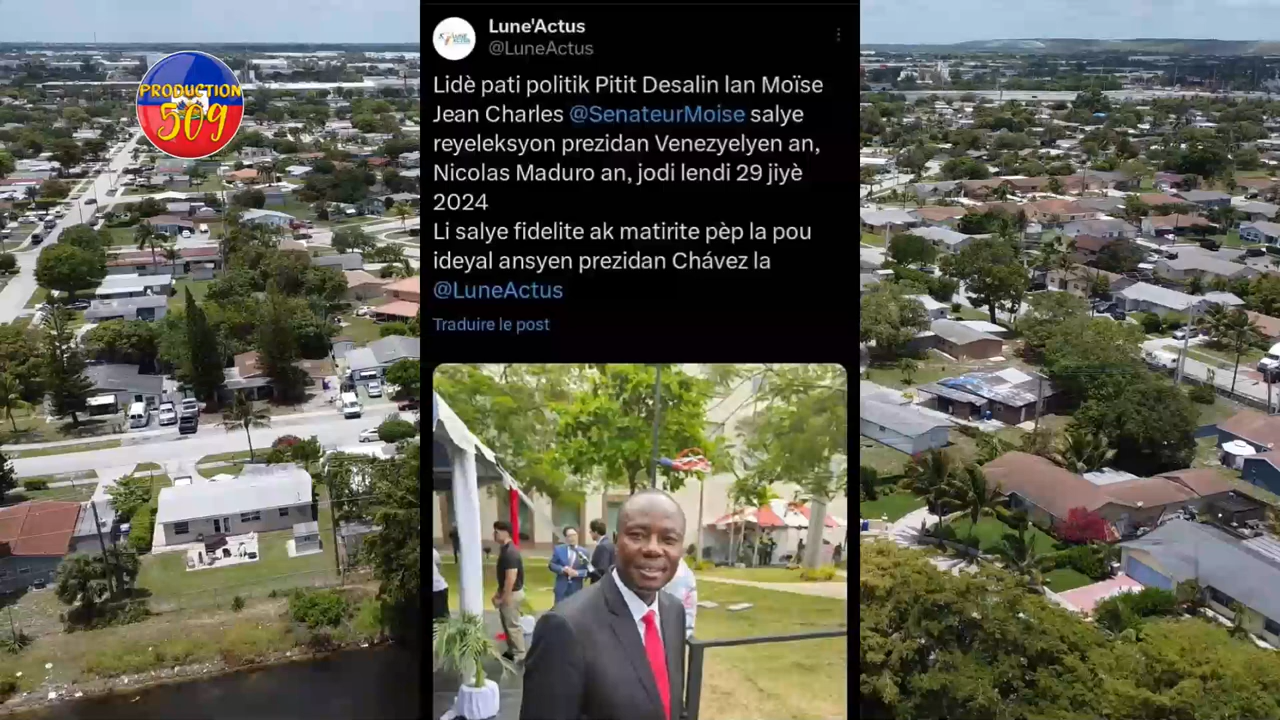 PRODUCTION
509
Lune'Actus
@LuneActus
Lidè pati politik Pitit Desalin lan Moïse
Jean Charles @SenateurMoise salye
reyeleksyon prezidan Venezyelyen an,
Nicolas Maduro an, jodi lendi 29 jiyè
2024
Li salye fidelite ak matirite pèp la pou
ideyal ansyen prezidan Chávez la
@LuneActus
Traduire le post